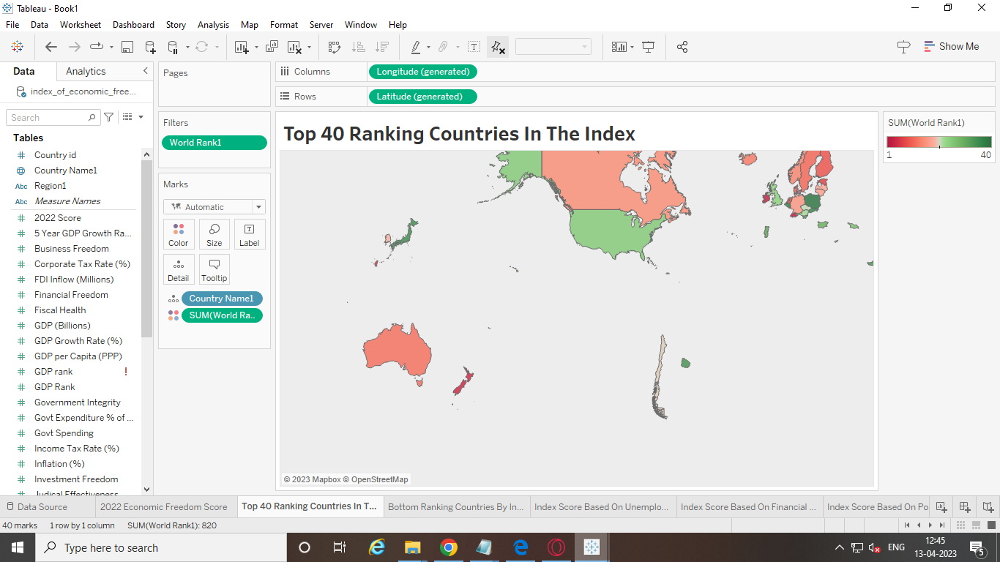 Tableau - Book1
File Data Worksheet Dashboard Story Analysis Map Format Server Window Help
Show Me
Data Analytics
index_of_economic_free...
Search
Tables
Country id
Country Name1
Abc Region1
Abc Measure Names
2022 Score
5 Year GDP Growth Ra...
Business Freedom
Corporate Tax Rate (%)
FDI Inflow (Millions)
Financial Freedom
Fiscal Health
GDP (Billions)
GDP Growth Rate (%)
GDP per Capita (PPP)
GDP rank !
GDP Rank
Government Integrity
Govt Expenditure % of ...
Govt Spending
Income Tax Rate (%)
Inflation (%)
Investment Freedom
Judical Effectiveness
Pages
Filters
World Rank1
Marks
Automatic
Color Size Label
Detail Tooltip
Country Name1
SUM(World Ra..
Columns Longitude (generated)
Rows Latitude (generated)
Top 40 Ranking Countries In The Index
© 2023 Mapbox © OpenStreetMap
SUM(World Rank1)
1 40
Data Source 2022 Economic Freedom Score Top 40 Ranking Countries In T... Bottom Ranking Countries By In... Index Score Based On Unemplo... Index Score Based On Financial ... Index Score Based On Po
40 marks 1 row by 1 column SUM(World Rank1): 820
Type here to search
ENG
12:45
13-04-2023
5